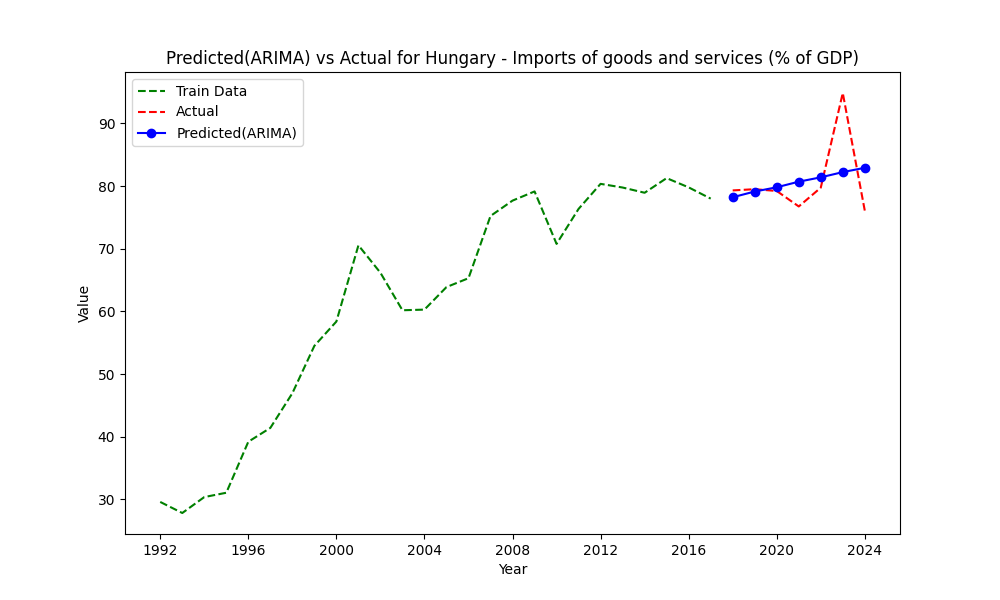 Predicted(ARIMA) vs Actual for Hungary - Imports of goods and services (% of GDP)
Train Data
Actual
Predicted(ARIMA)
90
80
70
60
50
40
30
Value
1992 1996 2000 2004 2008 2012 2016 2020 2024
Year